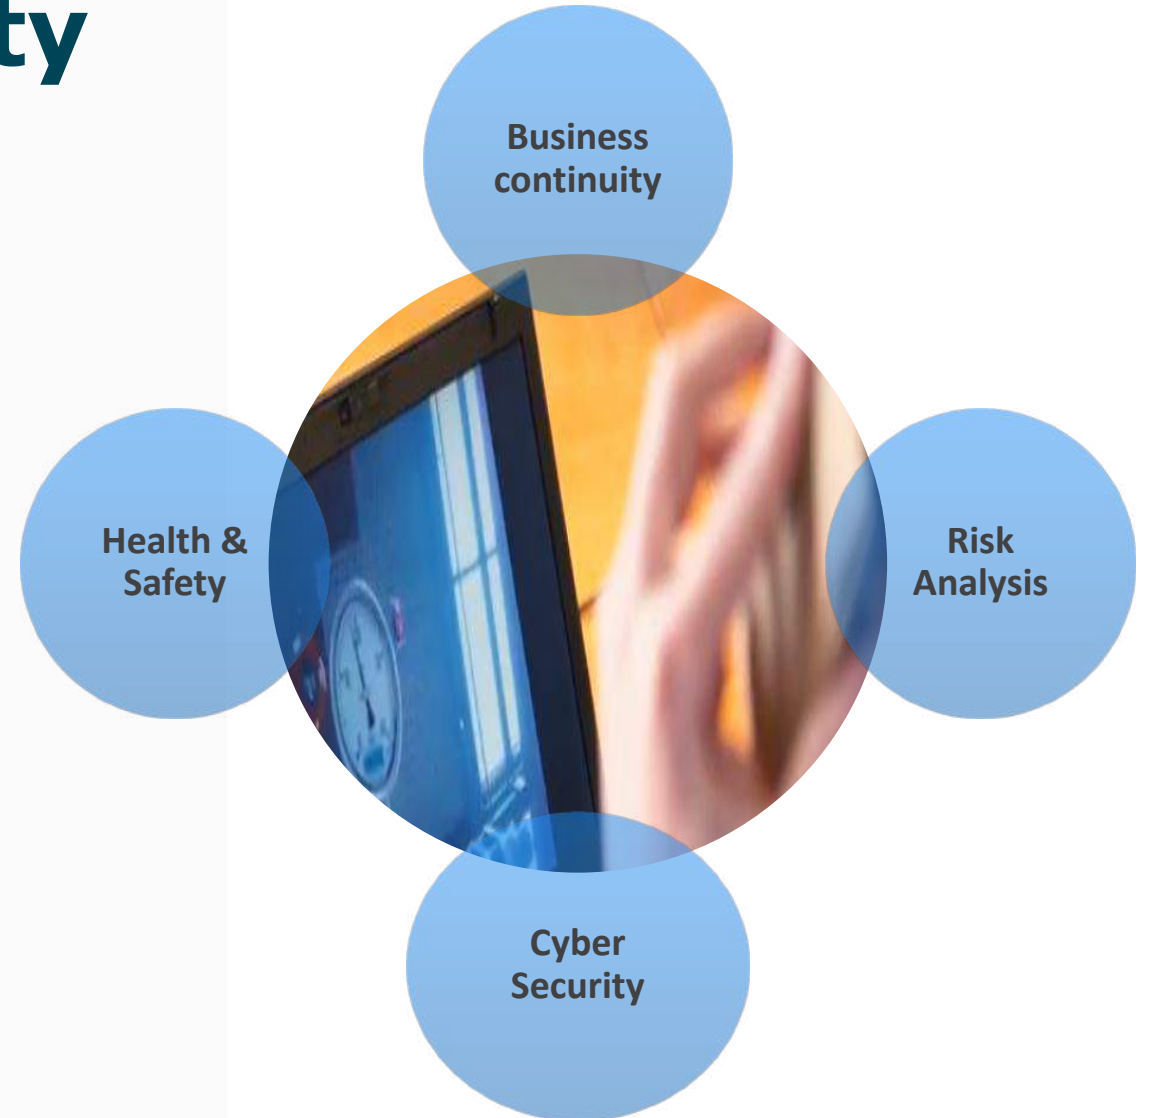 ty
Business
continuity
Health &
Safety
Risk
Analysis
Cyber
Security